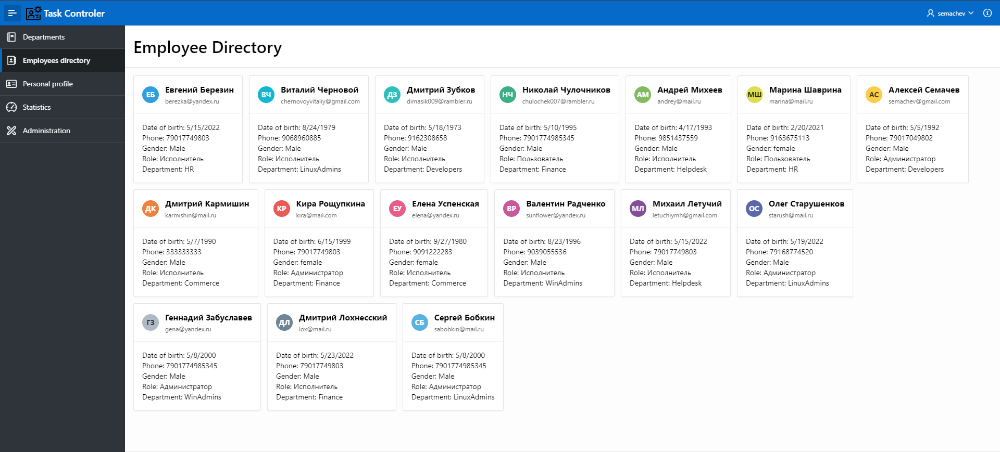 Task Controler
semachev
Departments
Employees directory
Personal profile
Statistics
Administration
Employee Directory
ЕБ
Евгений Березин
berezka@yandex.ru
Date of birth: 5/15/2022
Phone: 79017749803
Gender: Male
Role: Исполнитель
Department: HR
ВЧ
Виталий Черновой
chernovoyvitaliy@gmail.com
Date of birth: 8/24/1979
Phone: 9068960885
Gender: Male
Role: Исполнитель
Department: LinuxAdmins
ДЗ
Дмитрий Зубков
dimasik009@rambler.ru
Date of birth: 5/18/1973
Phone: 9162308658
Gender: Male
Role: Исполнитель
Department: Developers
НЧ
Николай Чулочников
chulochek007@rambler.ru
Date of birth: 5/10/1995
Phone: 7901774985345
Gender: Male
Role: Пользователь
Department: Finance
АМ
Андрей Михеев
andrey@mail.ru
Date of birth: 4/17/1993
Phone: 9851437559
Gender: Male
Role: Исполнитель
Department: Helpdesk
МШ
Марина Шаврина
marina@mail.ru
Date of birth: 2/20/2021
Phone: 9163675113
Gender: female
Role: Пользователь
Department: HR
АС
Алексей Семачев
semachev@gmail.com
Date of birth: 5/5/1992
Phone: 79017049802
Gender: Male
Role: Администратор
Department: Developers
ДК
Дмитрий Кармишин
karmishin@mail.ru
Date of birth: 5/7/1990
Phone: 333333333
Gender: Male
Role: Исполнитель
Department: Commerce
КР
Кира Рощупкина
kira@mail.com
Date of birth: 6/15/1999
Phone: 79017749803
Gender: female
Role: Администратор
Department: Finance
ЕУ
Елена Успенская
elena@yandex.ru
Date of birth: 9/27/1980
Phone: 9091222283
Gender: female
Role: Исполнитель
Department: Commerce
ВР
Валентин Радченко
sunflower@yandex.ru
Date of birth: 8/23/1996
Phone: 9039055536
Gender: Male
Role: Исполнитель
Department: WinAdmins
МЛ
Михаил Летучий
letuchiymh@gmail.com
Date of birth: 5/15/2022
Phone: 79017749803
Gender: Male
Role: Исполнитель
Department: Helpdesk
ОС
Олег Старушенков
starush@mail.ru
Date of birth: 5/19/2022
Phone: 79168774520
Gender: Male
Role: Администратор
Department: LinuxAdmins
ГЗ
Геннадий Забуславев
gena@yandex.ru
Date of birth: 5/8/2000
Phone: 7901774985345
Gender: Male
Role: Администратор
Department: WinAdmins
ДЛ
Дмитрий Лохнесский
lox@mail.ru
Date of birth: 5/23/2022
Phone: 79017749803
Gender: Male
Role: Исполнитель
Department: Finance
СБ
Сергей Бобкин
sabobkin@mail.ru
Date of birth: 5/8/2000
Phone: 7901774985345
Gender: Male
Role: Администратор
Department: LinuxAdmins